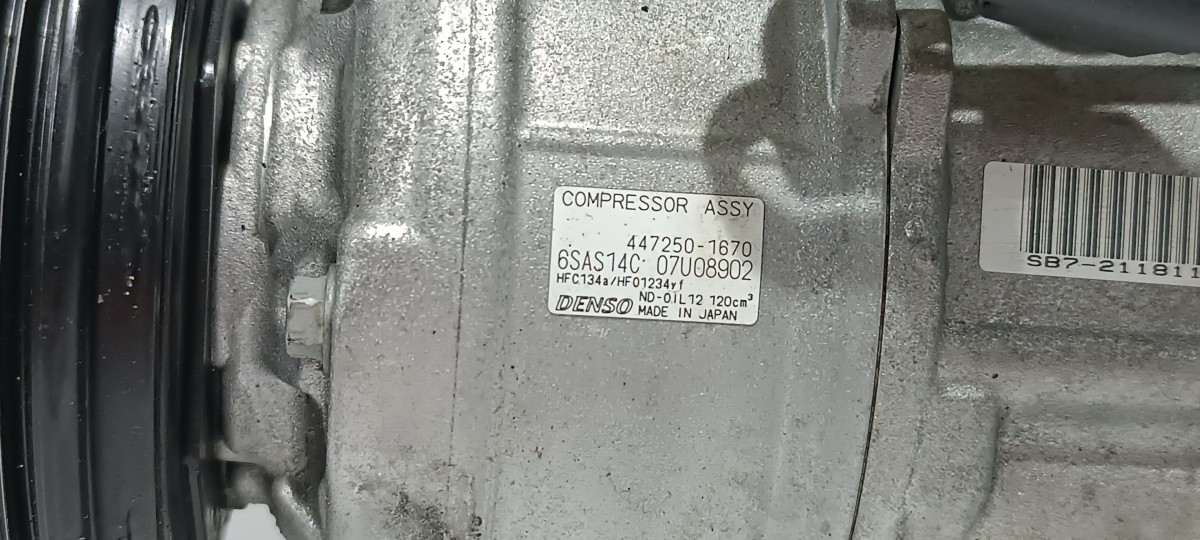 COMPRESSOR ASSY
447250-1670
6SAS14C 07U08902
HFC134a/HFO1234yf
ND-OIL12 120cm³
DENSO MADE IN JAPAN
SB7-211811